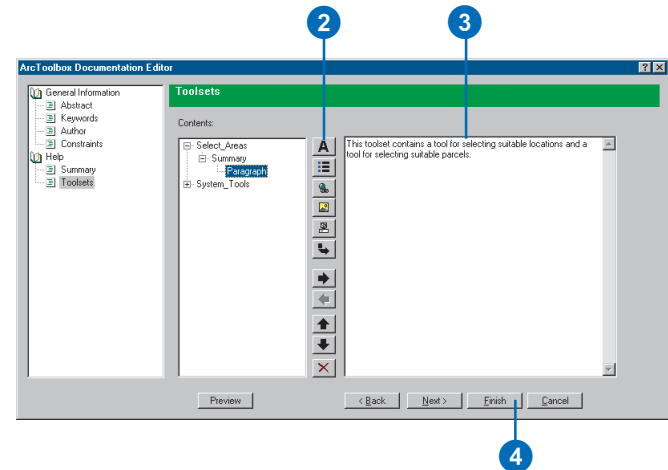 2
3
ArcToolbox Documentation Editor
General Information
Abstract
Keywords
Author
Constraints
Help
Summary
Toolsets
Toolsets
Contents:
Select_Areas
Summary
Paragraph
System_Tools
A
This toolset contains a tool for selecting suitable locations and a
tool for selecting suitable parcels.
Preview
< Back
Next >
Finish
Cancel
4